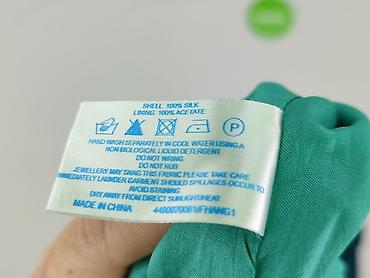 SHELL 100% SILK
LINING 100% ACETATE
P
HAND WASH SEPARATELY IN COOL WATER USING A
NON-BIOLOGICAL LIQUID DETERGENT
DO NOT WRING
DO NOT RUB
JEWELLERY MAY SNAG THIS FABRIC PLEASE TAKE CARE
IMMEDIATELY LAUNDER GARMENT SHOULD SPILLAGES OCCUR TO
AVOID STAINING
DRY AWAY FROM DIRECT SUNLIGHT/HEAT
MADE IN CHINA